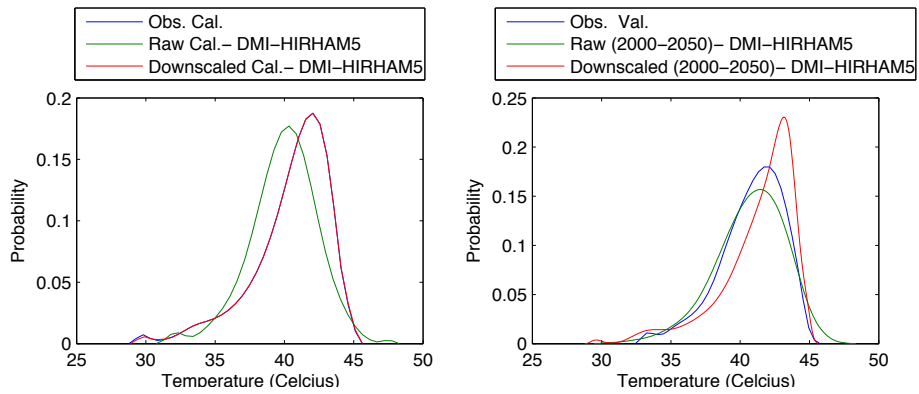 Obs. Cal.
Raw Cal.− DMI−HIRHAM5
Downscaled Cal.− DMI−HIRHAM5
0.2
0.15
0.1
0.05
0
25
30
35
40
45
50
Probability
Temperature (Celcius)
Obs. Val.
Raw (2000−2050)− DMI−HIRHAM5
Downscaled (2000−2050)− DMI−HIRHAM5
0.25
0.2
0.15
0.1
0.05
0
25
30
35
40
45
50
Probability
Temperature (Celcius)